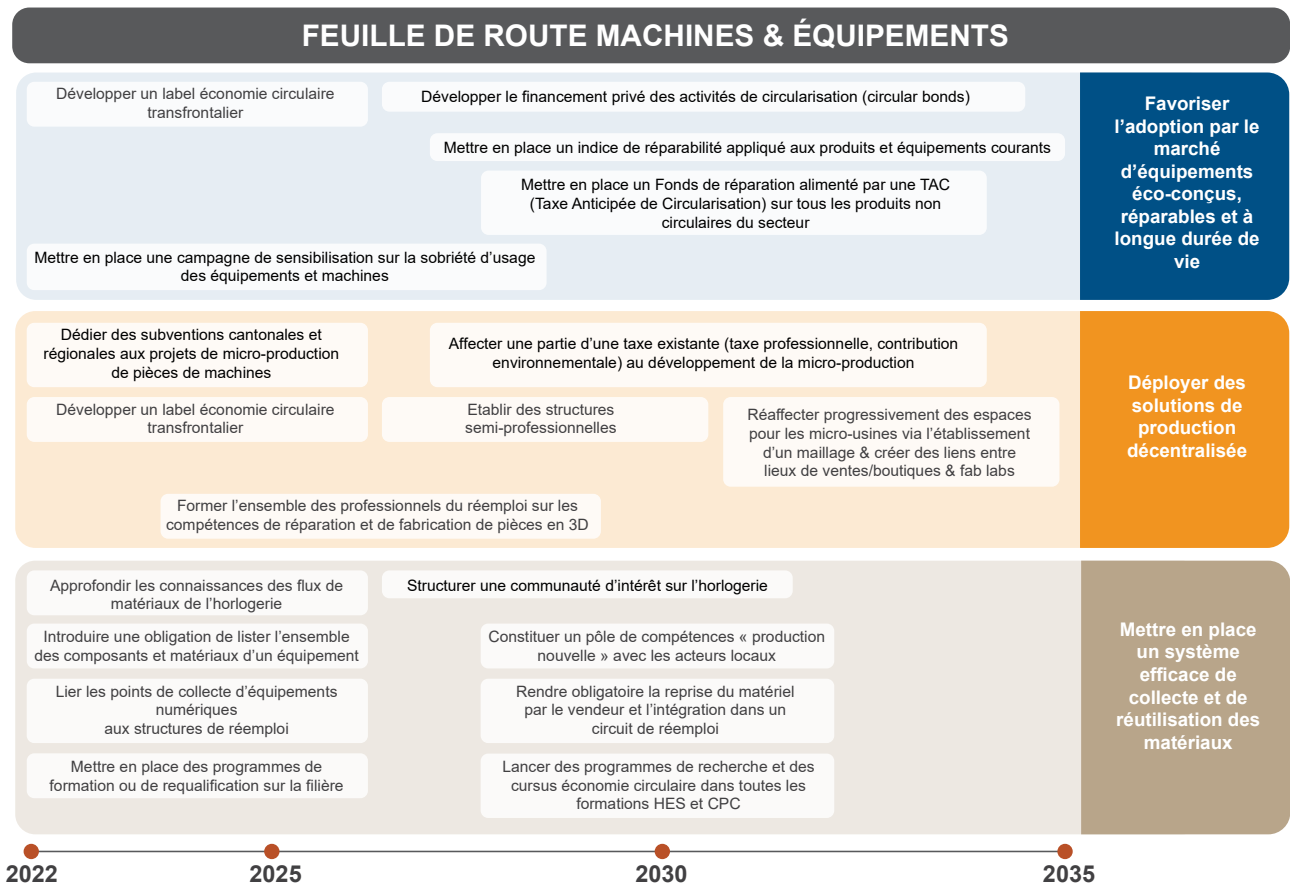 FEUILLE DE ROUTE MACHINES & ÉQUIPEMENTS
Développer un label économie circulaire
transfrontalier
Développer le financement privé des activités de circularisation (circular bonds)
Mettre en place un indice de réparabilité appliqué aux produits et équipements courants
Mettre en place un Fonds de réparation alimenté par une TAC
(Taxe Anticipée de Circularisation) sur tous les produits non
circulaires du secteur
Mettre en place une campagne de sensibilisation sur la sobriété d’usage
des équipements et machines
Favoriser
l’adoption par le
marché
d’équipements
éco-conçus,
réparables et à
longue durée de
vie
Dédier des subventions cantonales et
régionales aux projets de micro-production
de pièces de machines
Affecter une partie d’une taxe existante (taxe professionnelle, contribution
environnementale) au développement de la micro-production
Développer un label économie circulaire
transfrontalier
Etablir des structures
semi-professionnelles
Réaffecter progressivement des espaces
pour les micro-usines via l’établissement
d’un maillage & créer des liens entre
lieux de ventes/boutiques & fab labs
Former l’ensemble des professionnels du réemploi sur les
compétences de réparation et de fabrication de pièces en 3D
Déployer des
solutions de
production
décentralisée
Approfondir les connaissances des flux de
matériaux de l’horlogerie
Structurer une communauté d’intérêt sur l’horlogerie
Introduire une obligation de lister l’ensemble
des composants et matériaux d’un équipement
Constituer un pôle de compétences « production
nouvelle » avec les acteurs locaux
Lier les points de collecte d’équipements
numériques
aux structures de réemploi
Rendre obligatoire la reprise du matériel
par le vendeur et l’intégration dans un
circuit de réemploi
Mettre en place des programmes de
formation ou de requalification sur la filière
Lancer des programmes de recherche et des
cursus économie circulaire dans toutes les
formations HES et CPC
Mettre en place
un système
efficace de
collecte et de
réutilisation des
matériaux
2022
2025
2030
2035